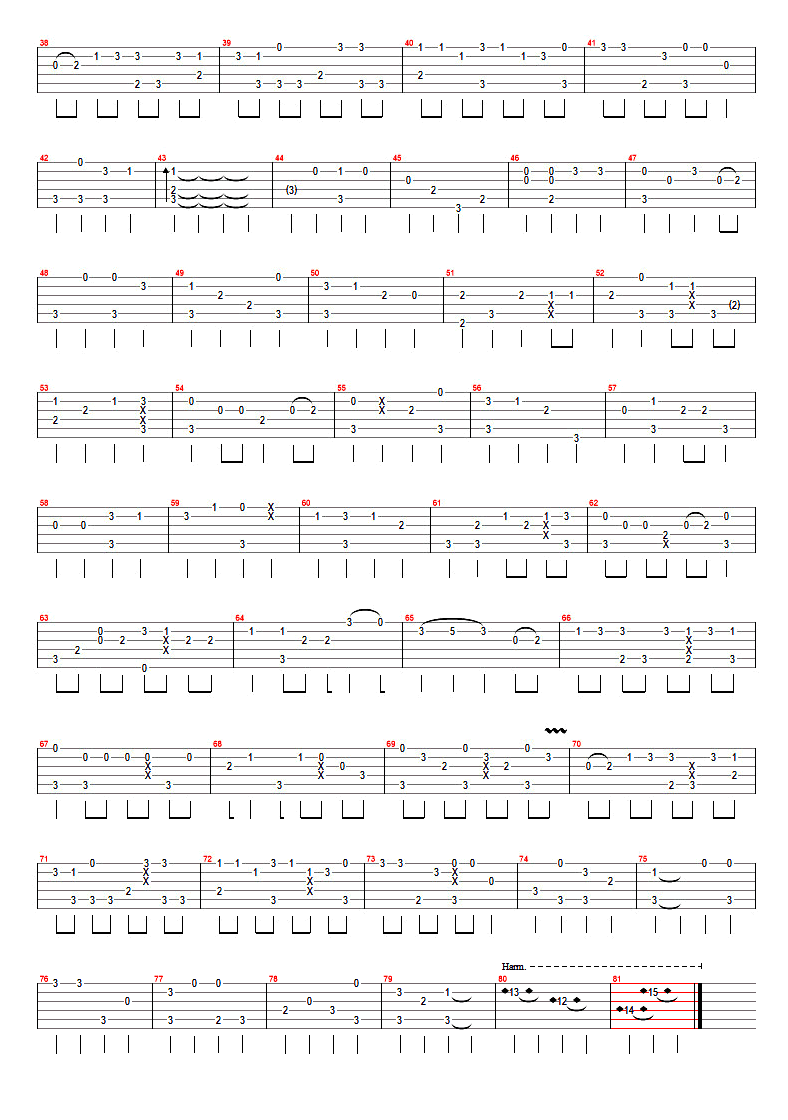 38 39 40 41
0 3 3 1 1 3 1 1 0 3 3 0 0
1 3 3 3 1 3 1 1 3 3
0 2 0
2 2 2
2 3 3 3 3 3 3 3 3 2 3
42 43 44 45 46 47
0
3 1 1 0 1 0 0 0 3 3 0 3
0 0 0 0 0 2
2 (3) 2
3 3 3 3 3 2 2 3
3
48 49 50 51 52
0 0 0 0
3 1 3 1 1 1
2 2 0 2 2 1 1 2 X
2 X X (2)
3 3 3 3 3 3 X 3 3 3
2
53 54 55 56 57
0
1 1 3 0 0 X 3 1 1
2 X 0 0 0 2 X 2 2 0 2 2
2 X 2
3 3 3 3 3 3
3
58 59 60 61 62
1 0 X
3 1 3 X 1 3 1 1 1 3 0 0
0 0 2 2 2 X 0 0 0 2
X 2
3 3 3 3 3 3 3 X 3
63 64 65 66
3 0
0 3 1 1 1 3 5 3 1 3 3 3 1 3 1
0 2 X 2 2 2 2 0 2 X
2 X X
3 3 2 3 2 3
0
67 68 69 70
0 0 0 0
0 0 0 0 0 1 1 0 3 3 3 1 3 3 3 1
X 2 X 0 2 X 2 0 2 X
X X 3 X X 2
3 3 3 3 3 3 2 3
71 72 73 74 75
0 3 3 1 1 1 3 1 0 3 3 0 0 0 0 0
3 1 X 1 1 3 3 X 3 1
X X X 0 2
2 2 X 3
3 3 3 3 3 3 3 2 3 3 3 3 3
Harm.
76 77 78 79 80 81
3 3 0 0 0
3 3 1 13 15
0 0 2 12
2 3 14
3 3 2 3 3 3 3